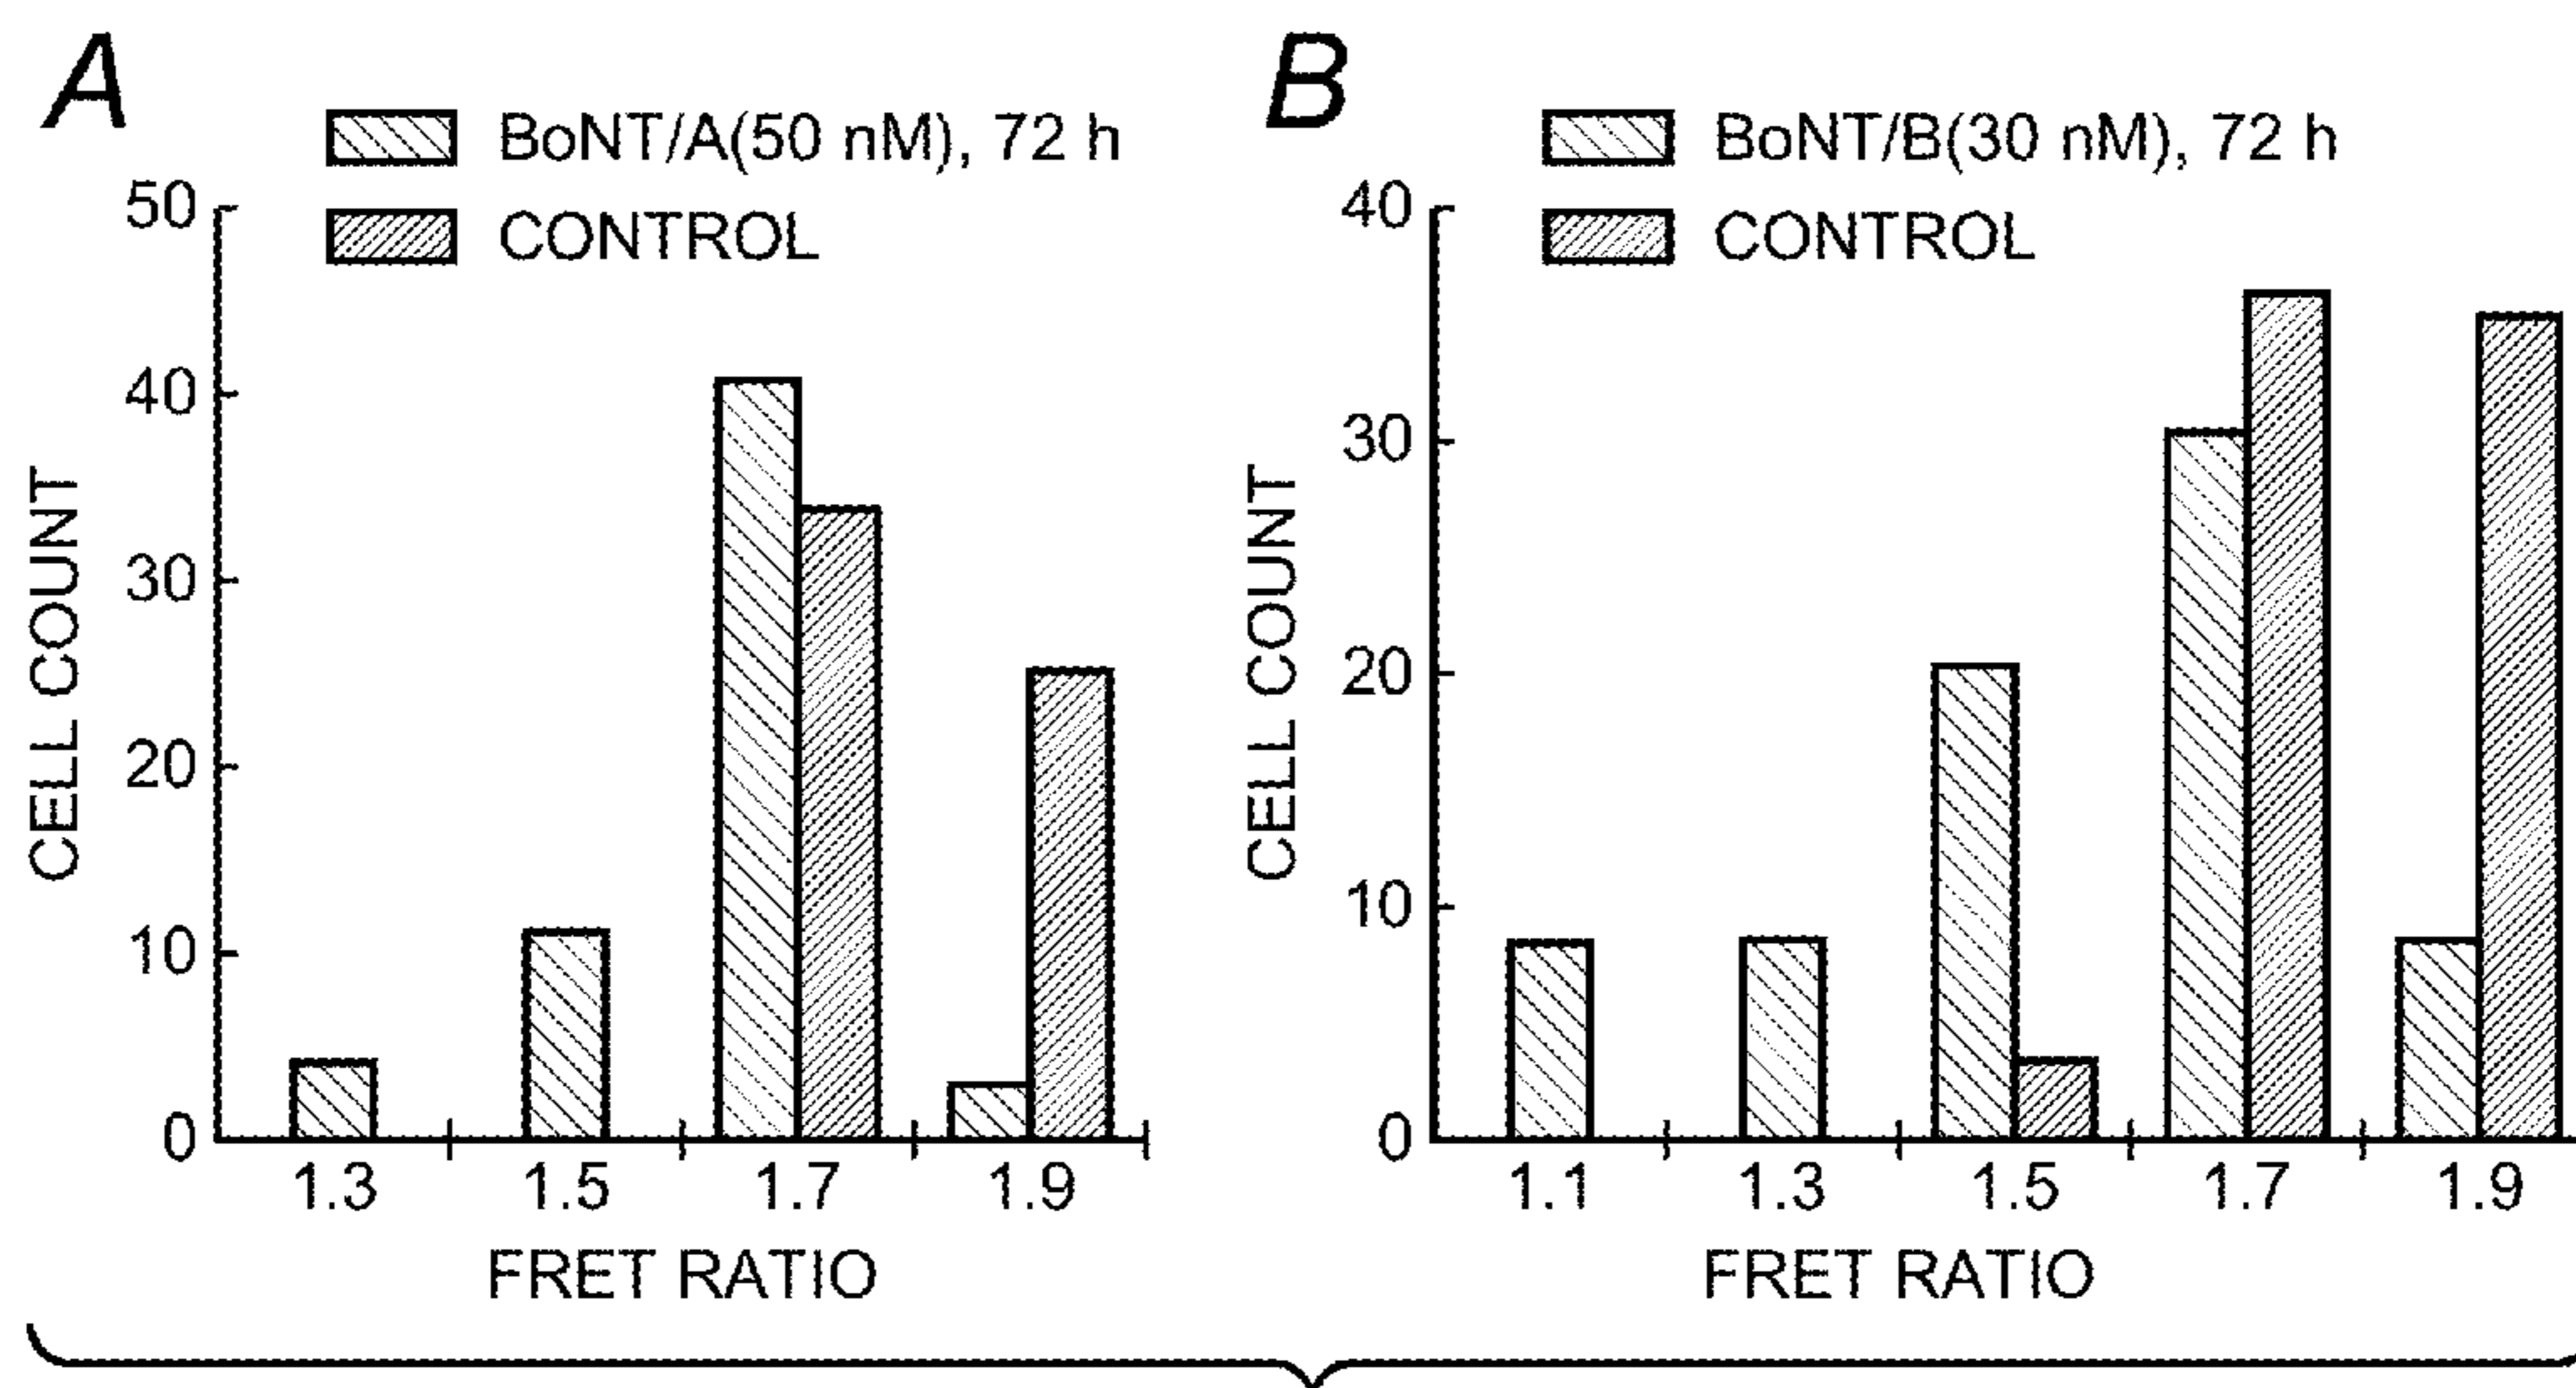 A
BoNT/A(50 nM), 72 h
CONTROL
50
40
30
20
10
0
CELL COUNT
1.3 1.5 1.7 1.9
FRET RATIO
B
BoNT/B(30 nM), 72 h
CONTROL
40
30
20
10
0
CELL COUNT
1.1 1.3 1.5 1.7 1.9
FRET RATIO